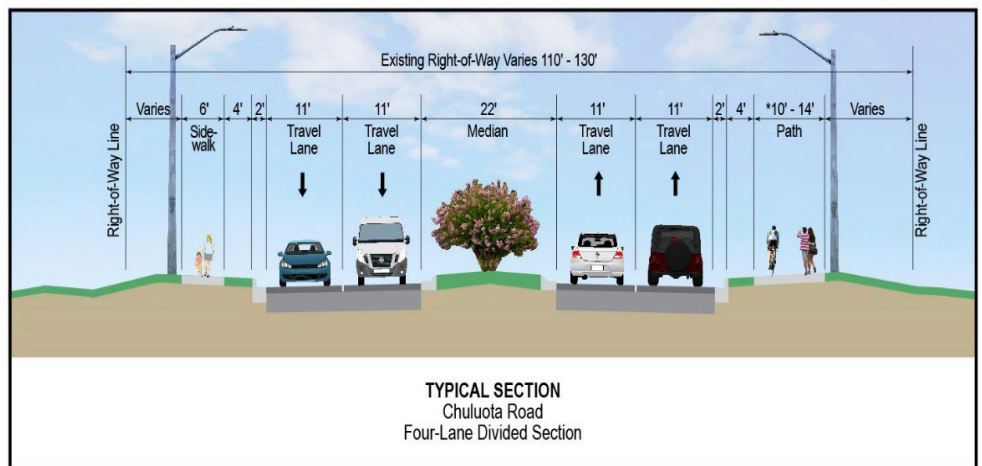 Existing Right-of-Way Varies 110' - 130'
Varies 6' 4' 2' 11' 11' 22' 11' 11' 2' 4' *10' - 14' Varies
Side-
walk
Travel
Lane
Travel
Lane
Median
Travel
Lane
Travel
Lane
Path
Right-of-Way Line
Right-of-Way Line
TYPICAL SECTION
Chuluota Road
Four-Lane Divided Section